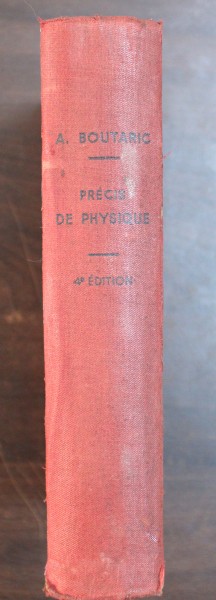 A. BOUTARIC
PRÉCIS
DE PHYSIQUE
4e ÉDITION